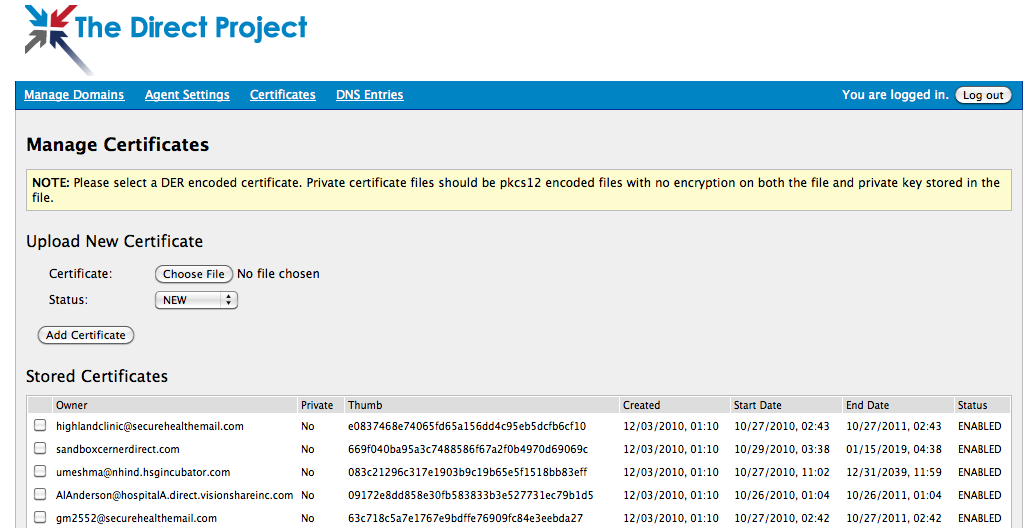 The Direct Project
Manage Domains Agent Settings Certificates DNS Entries You are logged in. Log out
Manage Certificates
NOTE: Please select a DER encoded certificate. Private certificate files should be pkcs12 encoded files with no encryption on both the file and private key stored in the
file.
Upload New Certificate
Certificate: Choose File No file chosen
Status: NEW
Add Certificate
Stored Certificates
Owner Private Thumb Created Start Date End Date Status
highlandclinic@securehealthemail.com No e0837468e74065fd65a156dd4c95eb5dcfb6cf10 12/03/2010, 01:10 10/27/2010, 02:43 10/27/2011, 02:43 ENABLED
sandboxcernerdirect.com No 669f040ba95a3c7488586f67a2f0b4970d69069c 12/03/2010, 01:10 10/29/2010, 03:38 01/15/2019, 04:38 ENABLED
umeshma@nhind.hsgincubator.com No 083c21296c317e1903b9c19b65e5f1518bb83eff 12/03/2010, 01:10 10/27/2010, 11:02 12/31/2039, 11:59 ENABLED
AlAnderson@hospitalA.direct.visionshareinc.com No 09172e8dd858e30fb583833b3e527731ec79b1d5 12/03/2010, 01:10 10/26/2010, 01:04 10/26/2011, 01:04 ENABLED
gm2552@securehealthemail.com No 63c718c5a7e1767e9bdffe76909fc84e3eebda27 12/03/2010, 01:10 10/27/2010, 02:42 10/27/2011, 02:42 ENABLED